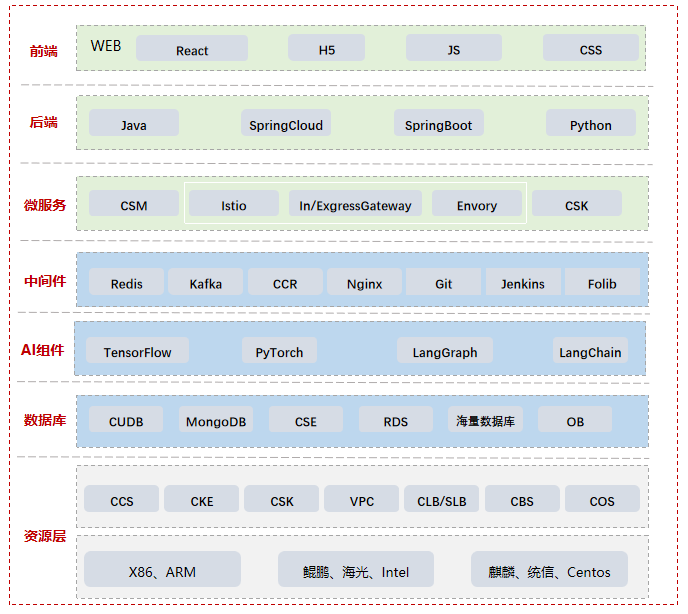 前端 WEB React H5 JS CSS
后端 Java SpringCloud SpringBoot Python
微服务 CSM Istio In/ExgressGateway Envory CSK
中间件 Redis Kafka CCR Nginx Git Jenkins Folib
AI组件 TensorFlow PyTorch LangGraph LangChain
数据库 CUDB MongoDB CSE RDS 海量数据库 OB
资源层
CCS CKE CSK VPC CLB/SLB CBS COS
X86、ARM 鲲鹏、海光、Intel 麒麟、统信、Centos